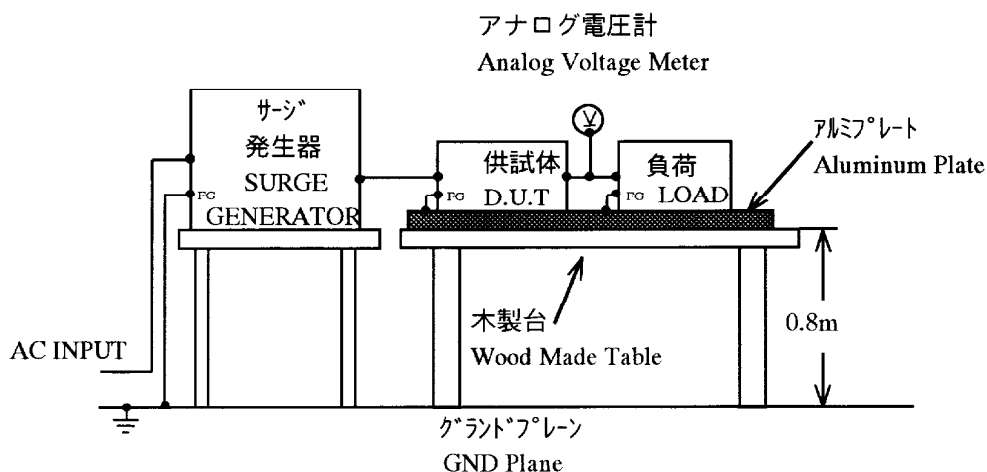 アナログ電圧計
Analog Voltage Meter
サージ
発生器
SURGE
GENERATOR
FG
供試体
D.U.T
FG
V
負荷
LOAD
FG
アルミプレート
Aluminum Plate
AC INPUT
木製台
Wood Made Table
0.8m
グランドプレーン
GND Plane